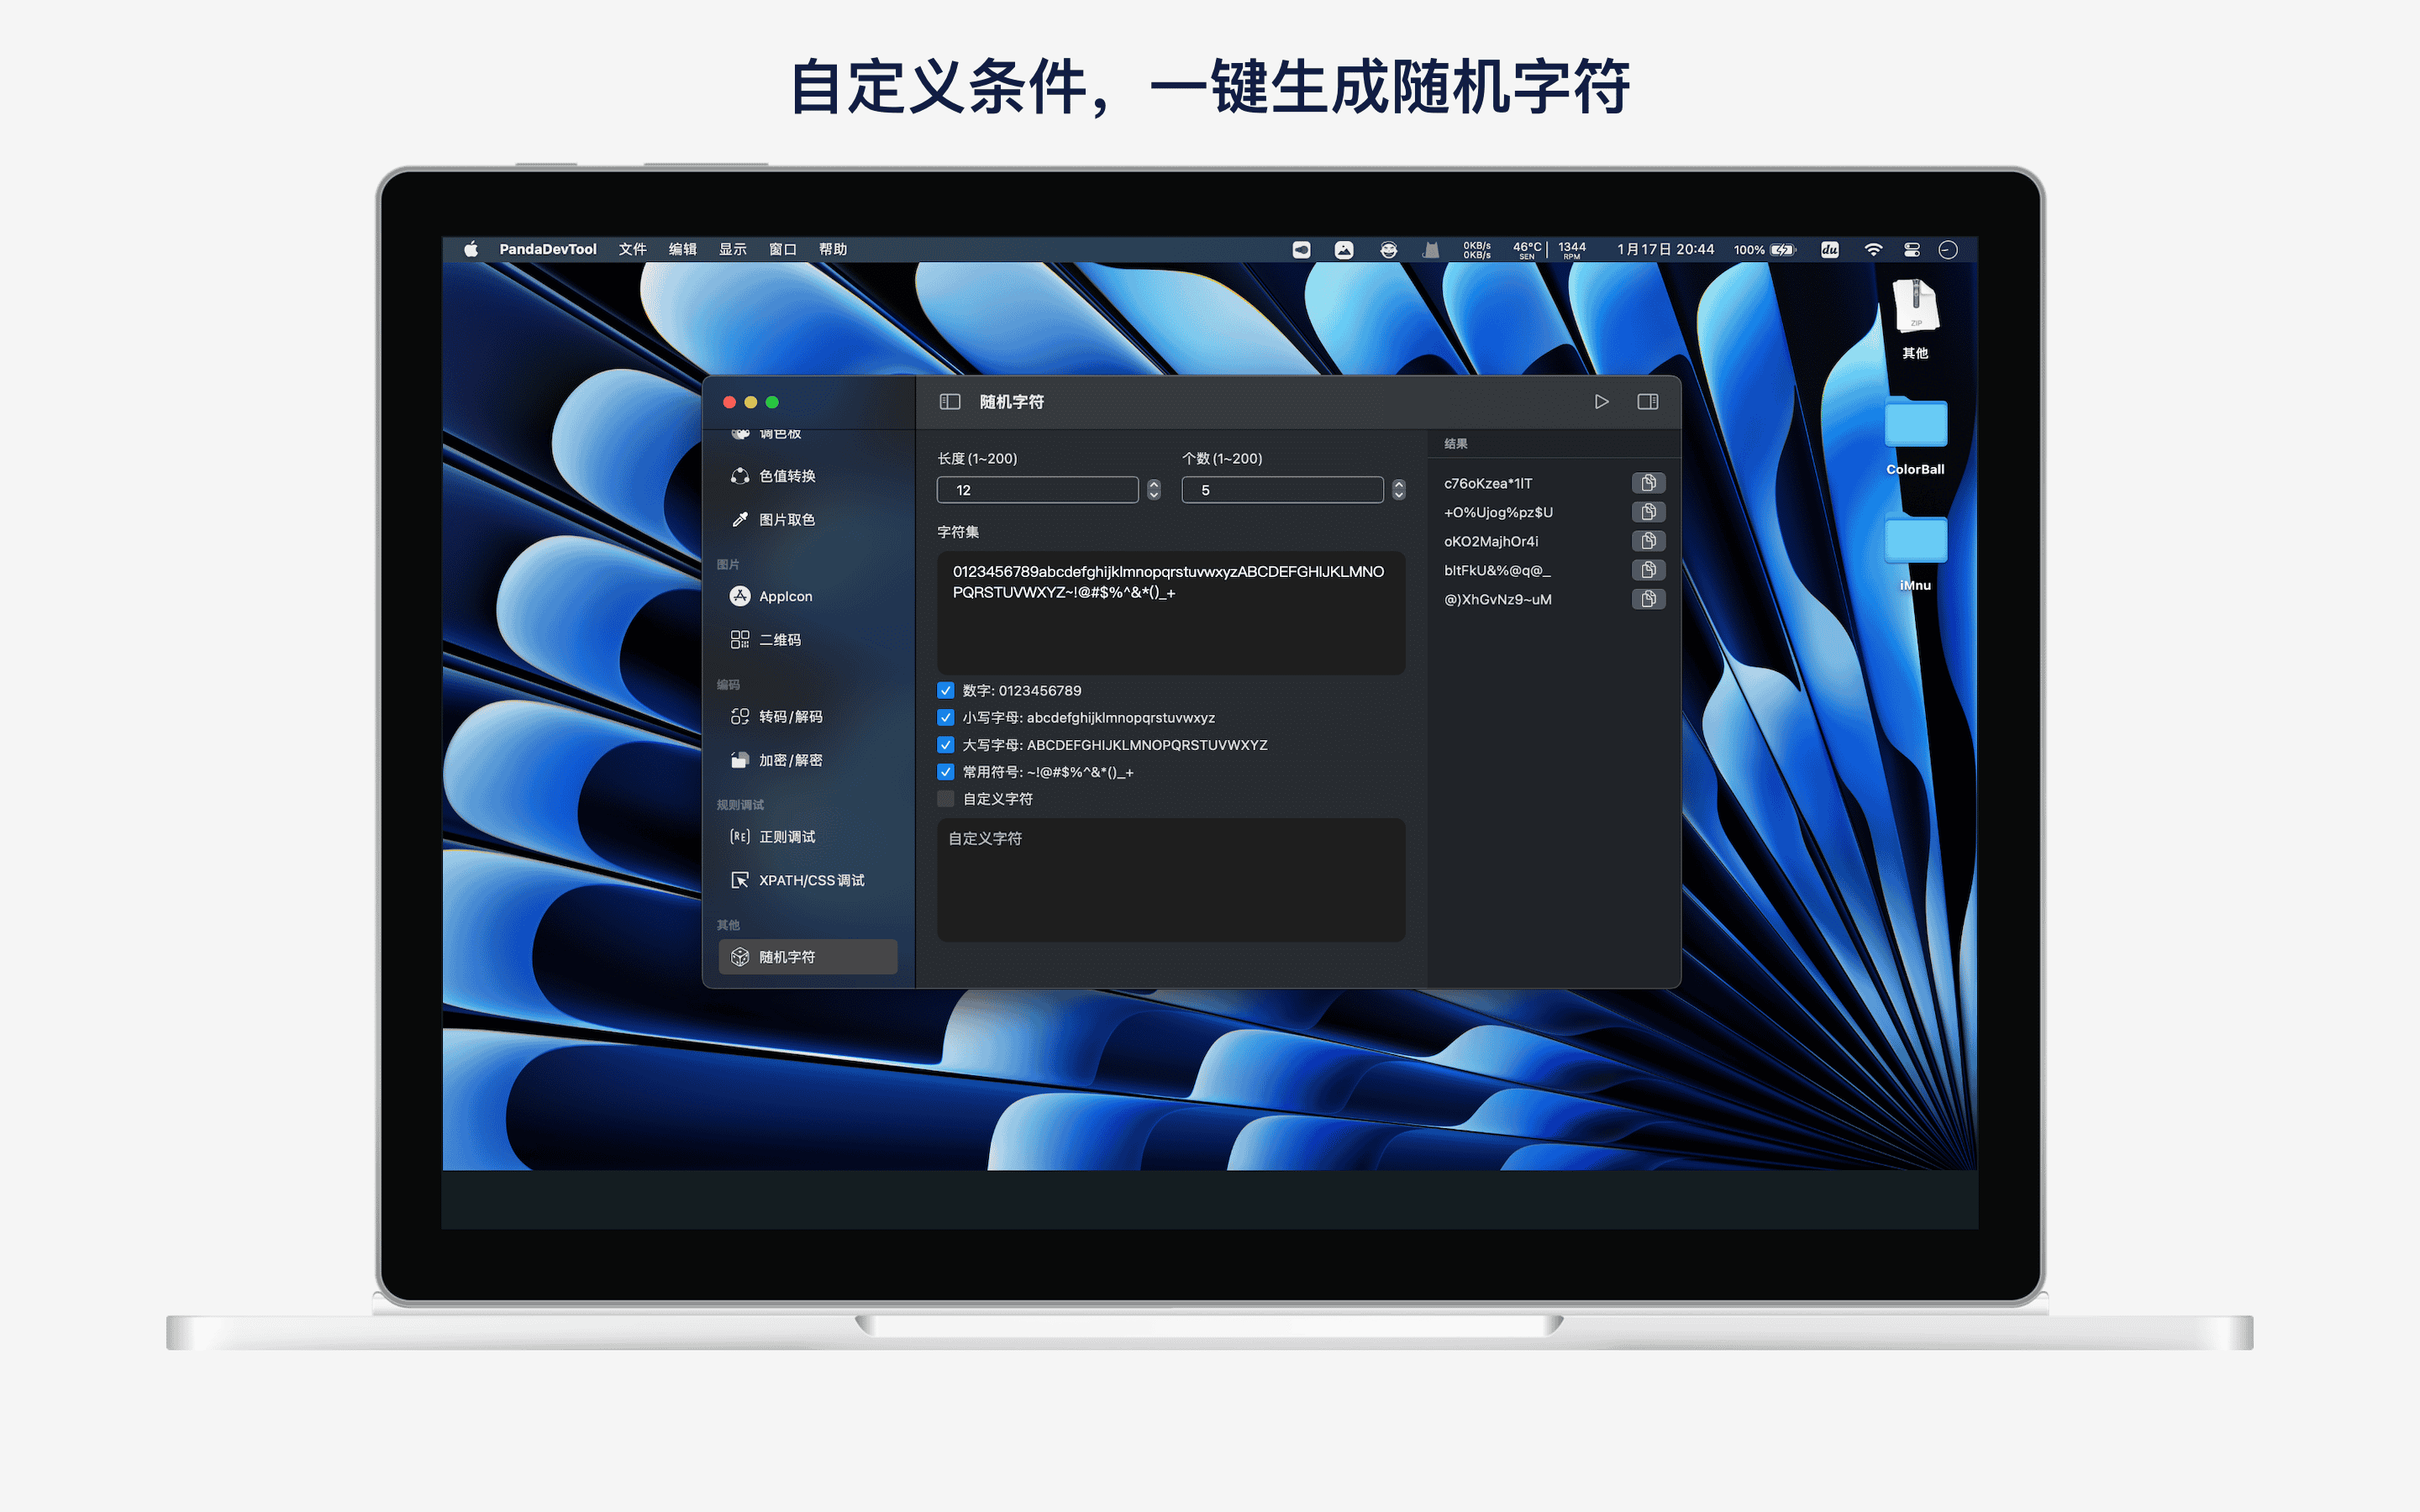 自定义条件，一键生成随机字符
PandaDevTool 文件 编辑 显示 窗口 帮助
0KB/s
0KB/s
46°C
SEN
1344
RPM
1月17日 20:44
100%
du
ZIP
其他
ColorBall
iMnu
随机字符
调色板
色值转换
图片取色
图片
AppIcon
二维码
编码
转码/解码
加密/解密
规则调试
RE 正则调试
XPATH/CSS调试
其他
随机字符
长度 (1~200)
12
个数 (1~200)
5
字符集
0123456789abcdefghijklmnopqrstuvwxyzABCDEFGHIJKLMNO
PQRSTUVWXYZ~!@#$%^&*()_+
数字: 0123456789
小写字母: abcdefghijklmnopqrstuvwxyz
大写字母: ABCDEFGHIJKLMNOPQRSTUVWXYZ
常用符号: ~!@#$%^&*()_+
自定义字符
自定义字符
结果
c76oKzea*1lT
+O%Ujog%pz$U
oKO2MajhOr4i
bItFkU&%@q@_
@)XhGvNz9~uM